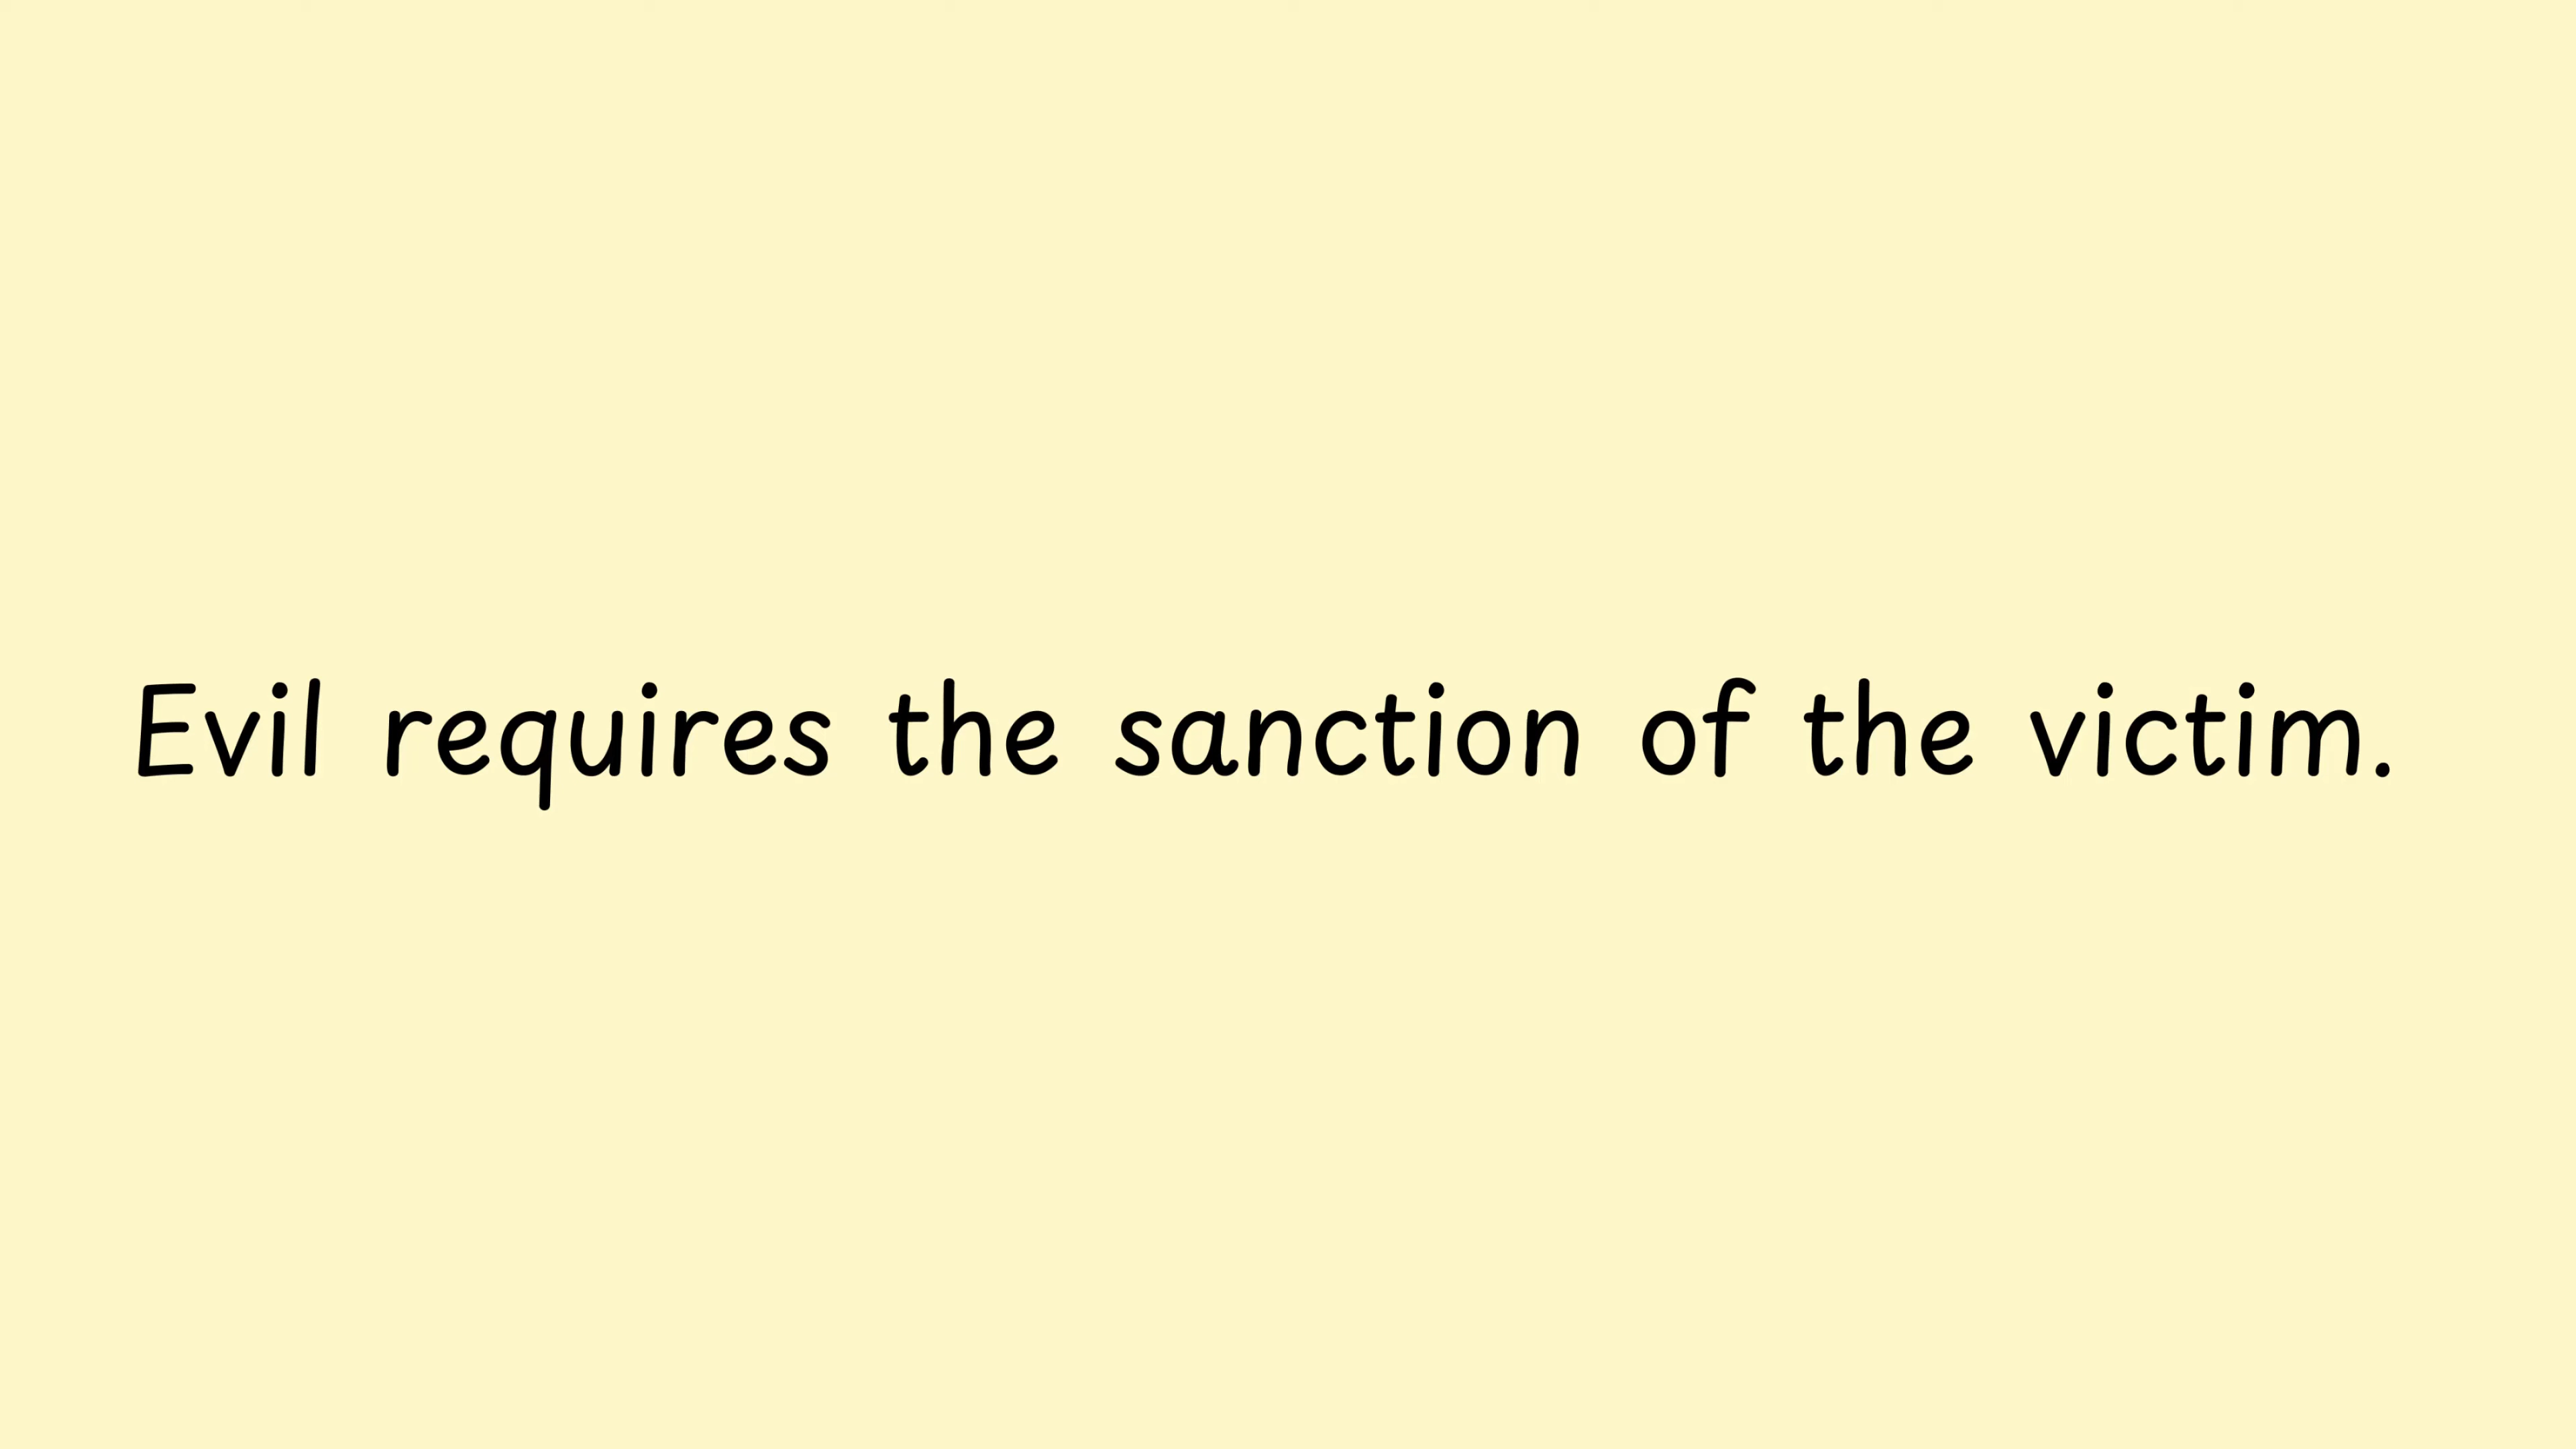 Evil requires the sanction of the victim.